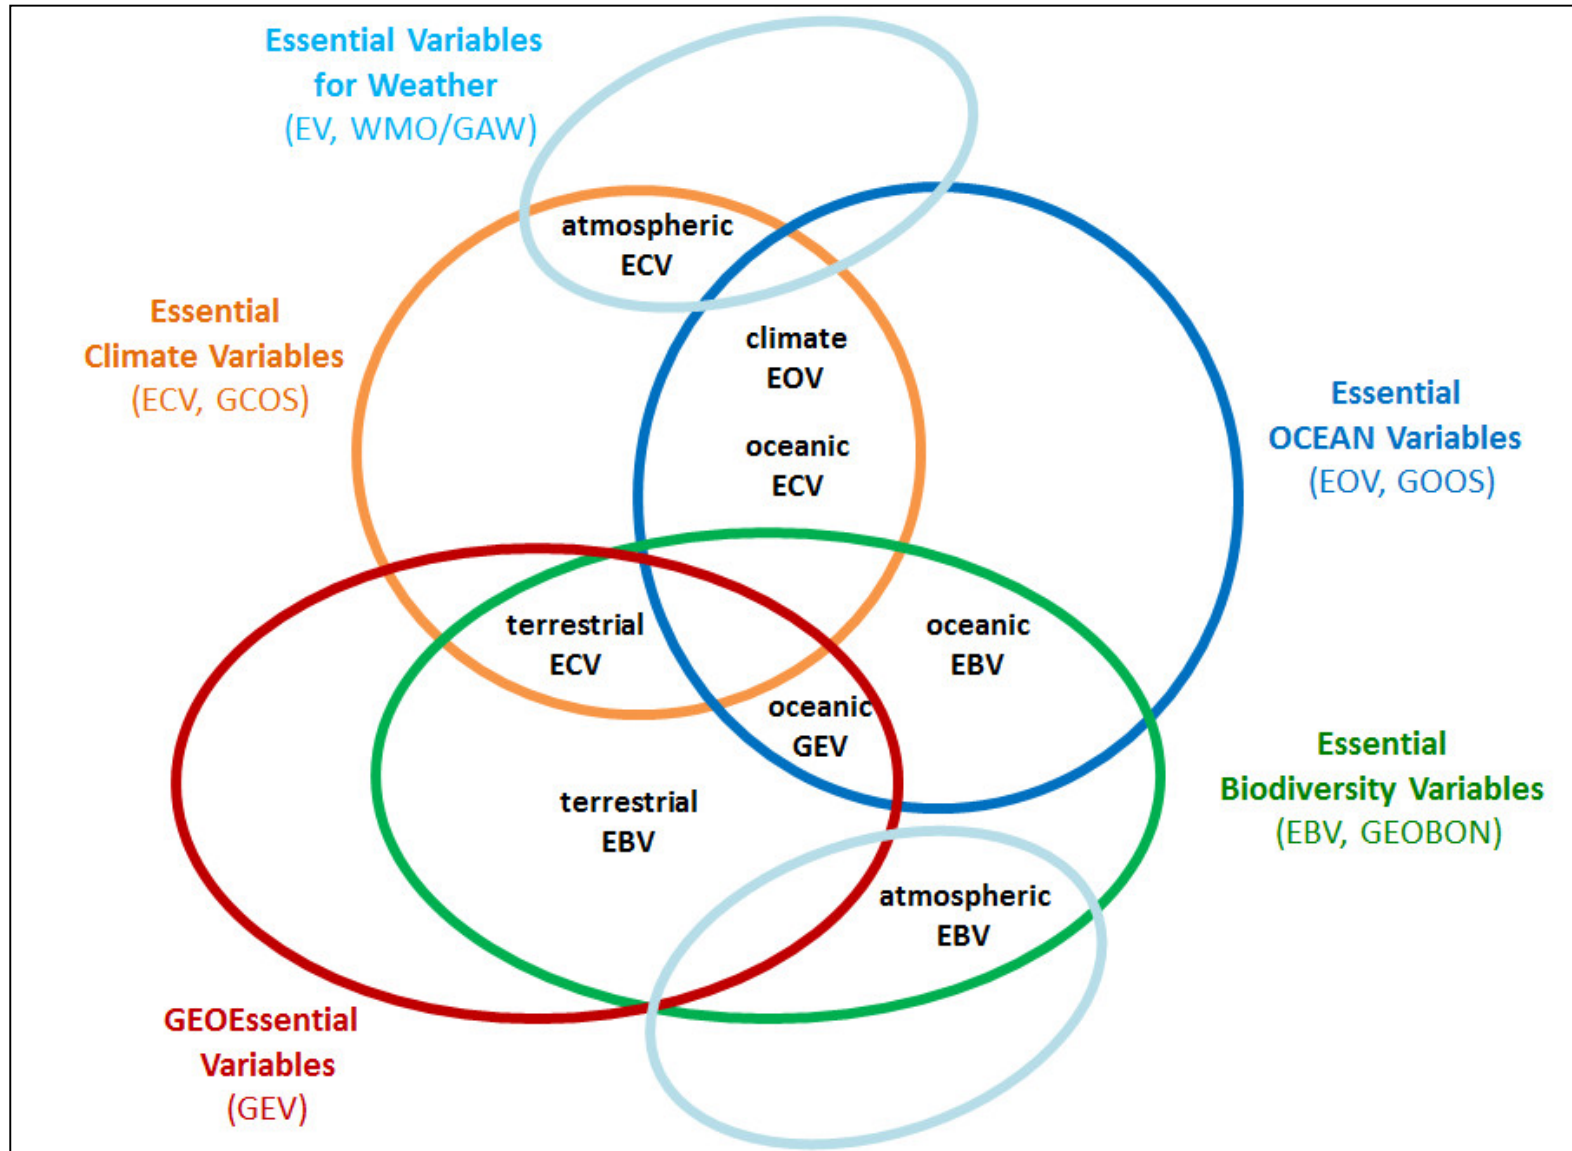 Essential Variables
for Weather
(EV, WMO/GAW)
atmospheric
ECV
Essential
Climate Variables
(ECV, GCOS)
climate
EOV
oceanic
ECV
Essential
OCEAN Variables
(EOV, GOOS)
terrestrial
ECV
oceanic
EBV
oceanic
GEV
Essential
Biodiversity Variables
(EBV, GEOBON)
terrestrial
EBV
atmospheric
EBV
GEOEssential
Variables
(GEV)